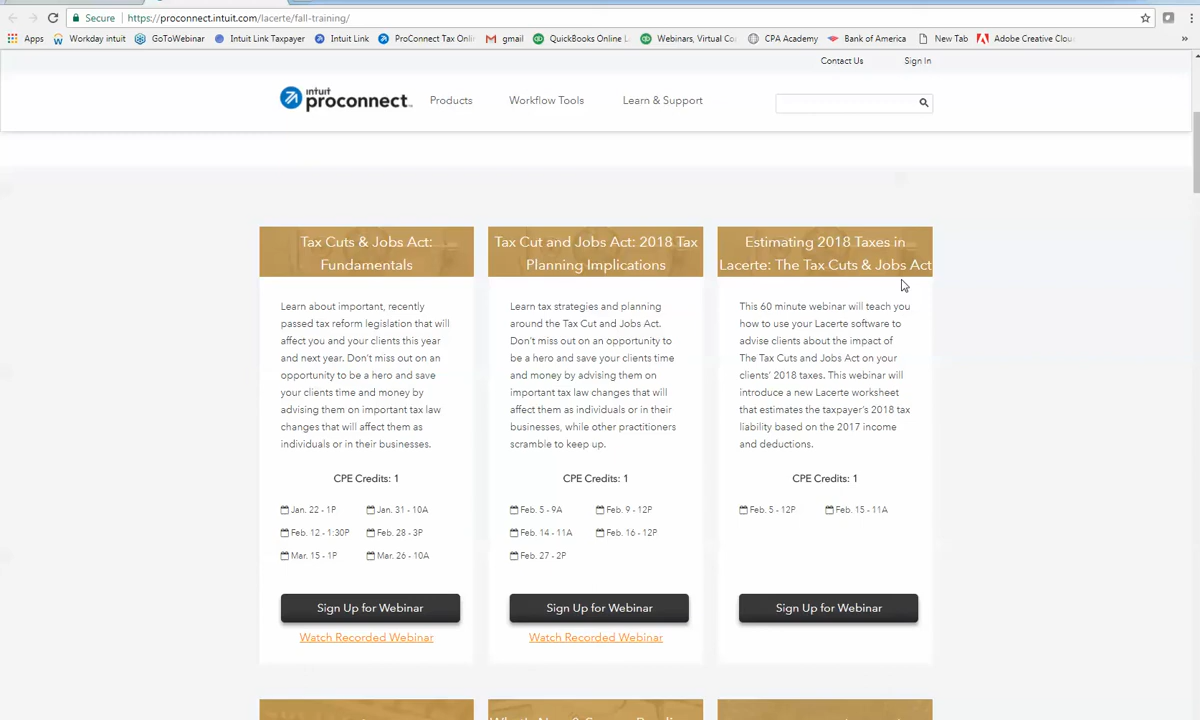 Secure https://proconnect.intuit.com/lacerte/fall-training/
Apps Workday intuit GoToWebinar Intuit Link Taxpayer Intuit Link ProConnect Tax Onli QuickBooks Online L Webinars, Virtual Co CPA Academy Bank of America New Tab Adobe Creative Clou »
M gmail
Contact Us Sign In
intuit
proconnect Products Workflow Tools Learn & Support
Tax Cuts & Jobs Act:
Fundamentals
Learn about important, recently
passed tax reform legislation that will
affect you and your clients this year
and next year. Don't miss out on an
opportunity to be a hero and save
your clients time and money by
advising them on important tax law
changes that will affect them as
individuals or in their businesses.
CPE Credits: 1
Jan. 22 - 1P Jan. 31 - 10A
Feb. 12 - 1:30P Feb. 28 - 3P
Mar. 15 - 1P Mar. 26 - 10A
Sign Up for Webinar
Watch Recorded Webinar
Tax Cut and Jobs Act: 2018 Tax
Planning Implications
Learn tax strategies and planning
around the Tax Cut and Jobs Act.
Don't miss out on an opportunity to
be a hero and save your clients time
and money by advising them on
important tax law changes that will
affect them as individuals or in their
businesses, while other practitioners
scramble to keep up.
CPE Credits: 1
Feb. 5 - 9A Feb. 9 - 12P
Feb. 14 - 11A Feb. 16 - 12P
Feb. 27 - 2P
Sign Up for Webinar
Watch Recorded Webinar
Estimating 2018 Taxes in
Lacerte: The Tax Cuts & Jobs Act
This 60 minute webinar will teach you
how to use your Lacerte software to
advise clients about the impact of
The Tax Cuts and Jobs Act on your
clients' 2018 taxes. This webinar will
introduce a new Lacerte worksheet
that estimates the taxpayer's 2018 tax
liability based on the 2017 income
and deductions.
CPE Credits: 1
Feb. 5 - 12P Feb. 15 - 11A
Sign Up for Webinar